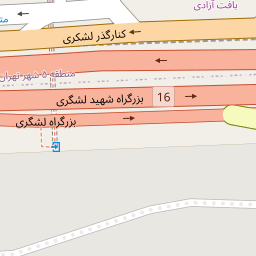 بافت آزادی
کنارگذر لشکری
منطقه ۵ شهر تهران
بزرگراه شهید لشگری
16
بزرگراه لشگری